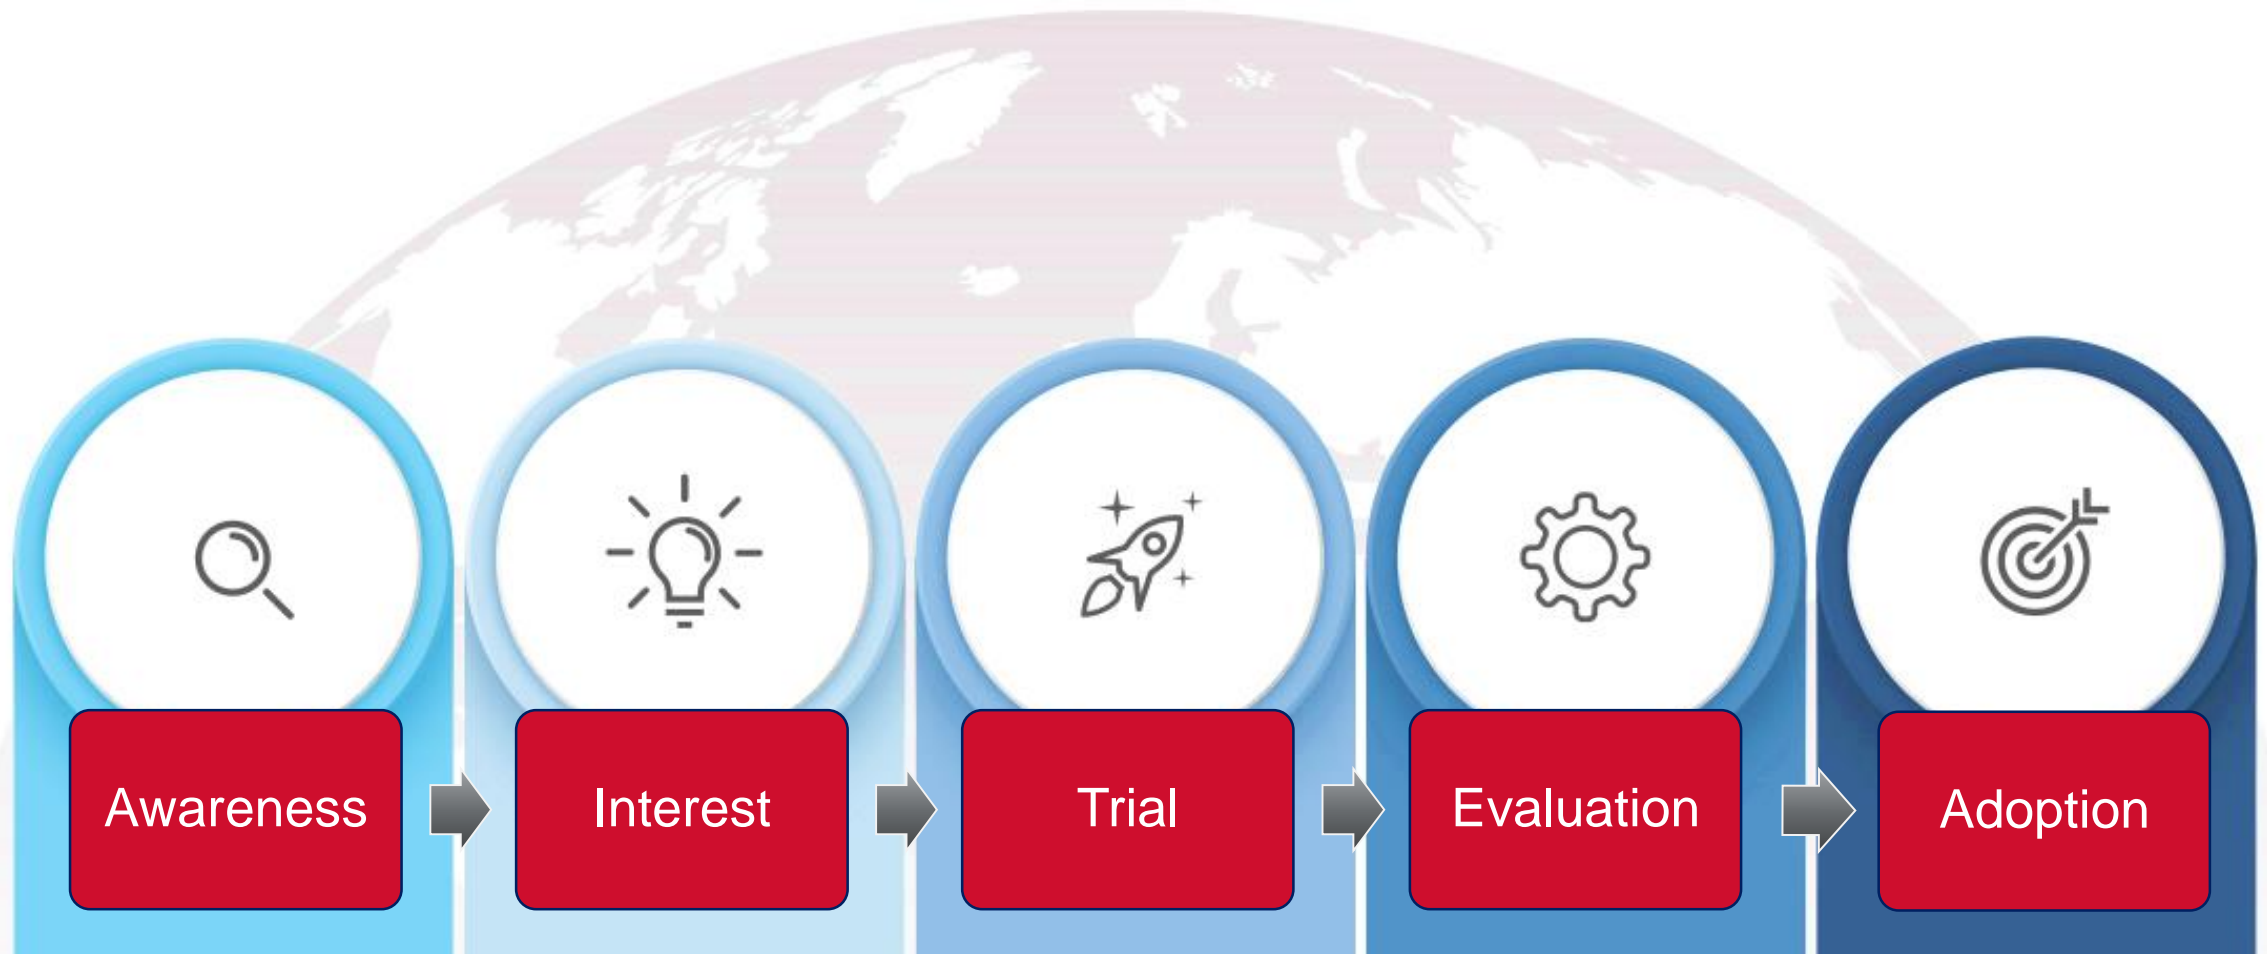 Awareness
Interest
Trial
Evaluation
Adoption